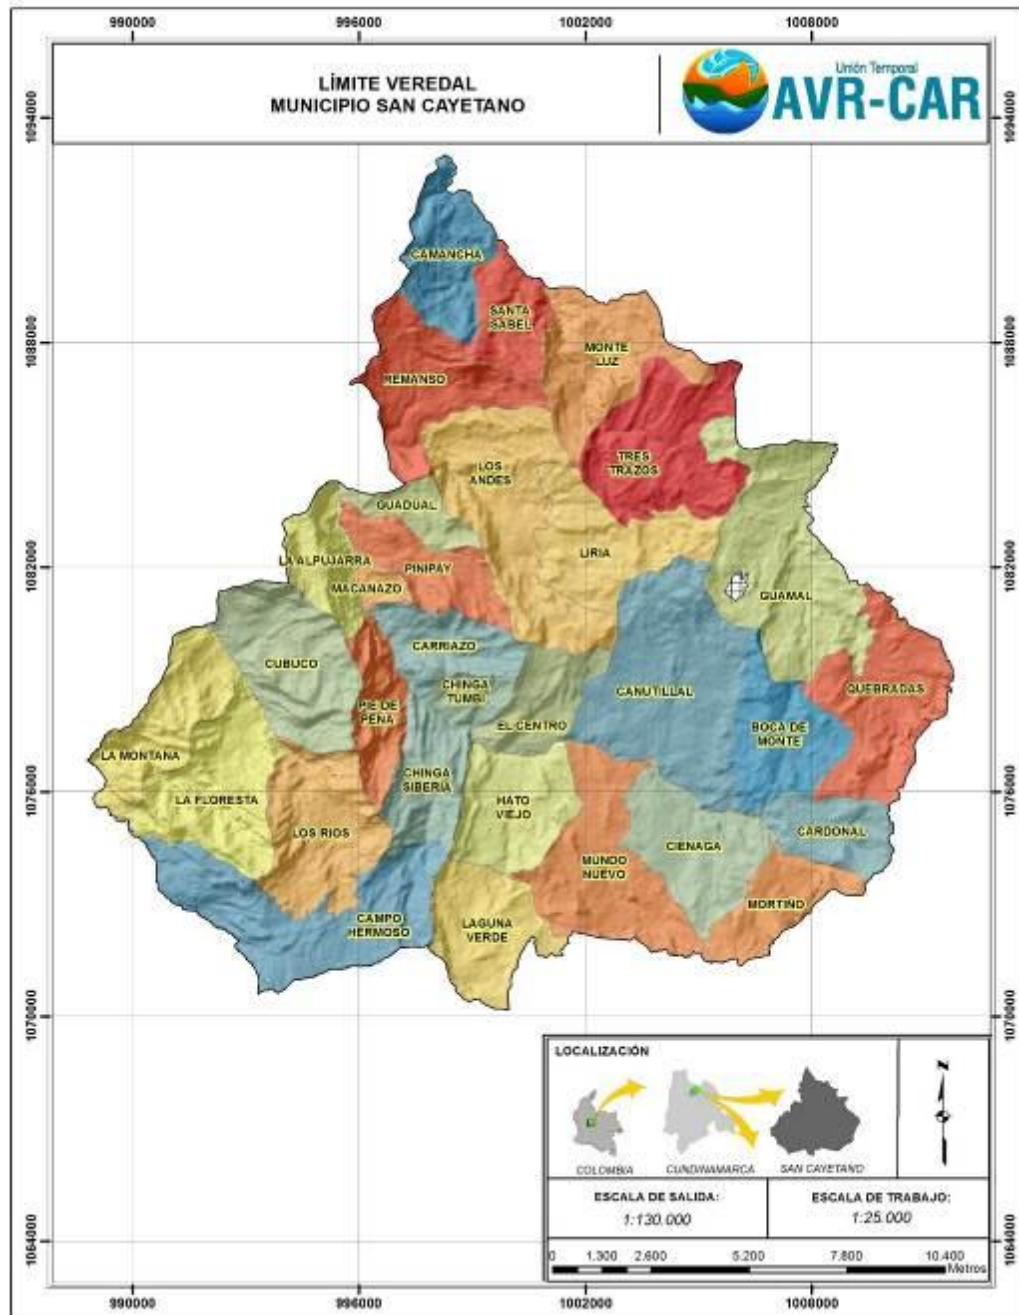 990000 996000 1002000 1008000
LÍMITE VEREDAL
MUNICIPIO SAN CAYETANO
Unión Temporal
AVR-CAR
1094000 1094000
CAMANCHA
SANTA
ISABEL
1088000 1088000
MONTE
LUZ
REMANSO
TRES
TRAZOS
LOS
ANDES
GUADUAL
LIRIA
LA ALPUJARRA
1082000 1082000
PINIPAY
MACANAZO
GUAMAL
CARRIAZO
CUBUCO
CHINGA
TUMBI
CANUTILLAL
QUEBRADAS
PIE DE
PENA
EL CENTRO
BOCA DE
MONTE
LA MONTANA
CHINGA
SIBERIA
1076000 1076000
LA FLORESTA
HATO
VIEJO
LOS RIOS
CARDONAL
CIENAGA
MUNDO
NUEVO
MORTIÑO
CAMPO
HERMOSO
LAGUNA
VERDE
1070000 1070000
LOCALIZACIÓN
COLOMBIA
CUNDINAMARCA
SAN CAYETANO
N
ESCALA DE SALIDA:
1:130.000
ESCALA DE TRABAJO:
1:25.000
1064000 1064000
0 1.300 2.600 5.200 7.800 10.400
Metros
990000 996000 1002000 1008000